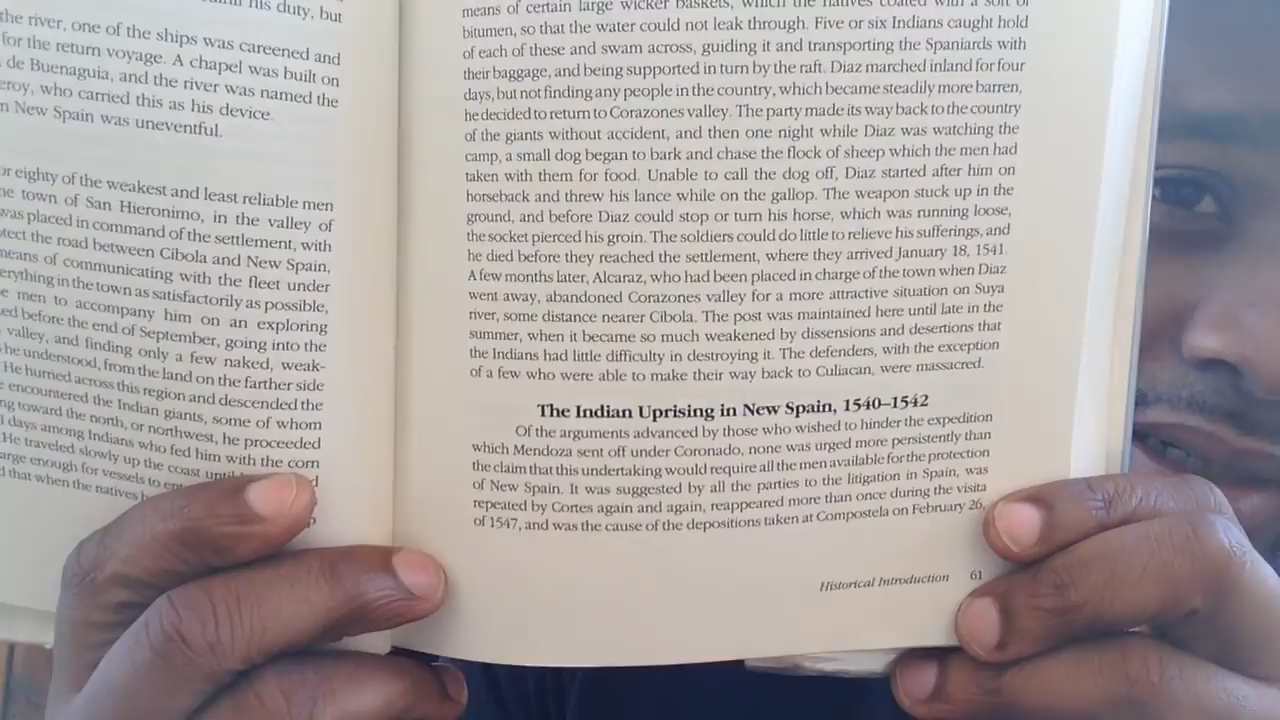 his duty, but
the river, one of the ships was careened and
for the return voyage. A chapel was built on
de Buenaguia, and the river was named the
eroy, who carried this as his device.
n New Spain was uneventful.
or eighty of the weakest and least reliable men
town of San Hieronimo, in the valley of
was placed in command of the settlement, with
tect the road between Cibola and New Spain,
means of communicating with the fleet under
erything in the town as satisfactorily as possible,
men to accompany him on an exploring
ed before the end of September, going into the
valley, and finding only a few naked, weak-
he understood, from the land on the farther side
He hurried across this region and descended the
encountered the Indian giants, some of whom
ng toward the north, or northwest, he proceeded
days among Indians who fed him with the corn
He traveled slowly up the coast until
arge enough for vessels to
d that when the natives
means of certain large wicker baskets, which the natives coated with a sort of
bitumen, so that the water could not leak through. Five or six Indians caught hold
of each of these and swam across, guiding it and transporting the Spaniards with
their baggage, and being supported in turn by the raft. Diaz marched inland for four
days, but not finding any people in the country, which became steadily more barren,
he decided to return to Corazones valley. The party made its way back to the country
of the giants without accident, and then one night while Diaz was watching the
camp, a small dog began to bark and chase the flock of sheep which the men had
taken with them for food. Unable to call the dog off, Diaz started after him on
horseback and threw his lance while on the gallop. The weapon stuck up in the
ground, and before Diaz could stop or turn his horse, which was running loose,
the socket pierced his groin. The soldiers could do little to relieve his sufferings, and
he died before they reached the settlement, where they arrived January 18, 1541.
A few months later, Alcaraz, who had been placed in charge of the town when Diaz
went away, abandoned Corazones valley for a more attractive situation on Suya
river, some distance nearer Cibola. The post was maintained here until late in the
summer, when it became so much weakened by dissensions and desertions that
the Indians had little difficulty in destroying it. The defenders, with the exception
of a few who were able to make their way back to Culiacan, were massacred.
The Indian Uprising in New Spain, 1540–1542
Of the arguments advanced by those who wished to hinder the expedition
which Mendoza sent off under Coronado, none was urged more persistently than
the claim that this undertaking would require all the men available for the protection
of New Spain. It was suggested by all the parties to the litigation in Spain, was
repeated by Cortes again and again, reappeared more than once during the visita
of 1547, and was the cause of the depositions taken at Compostela on February 26,
Historical Introduction 61